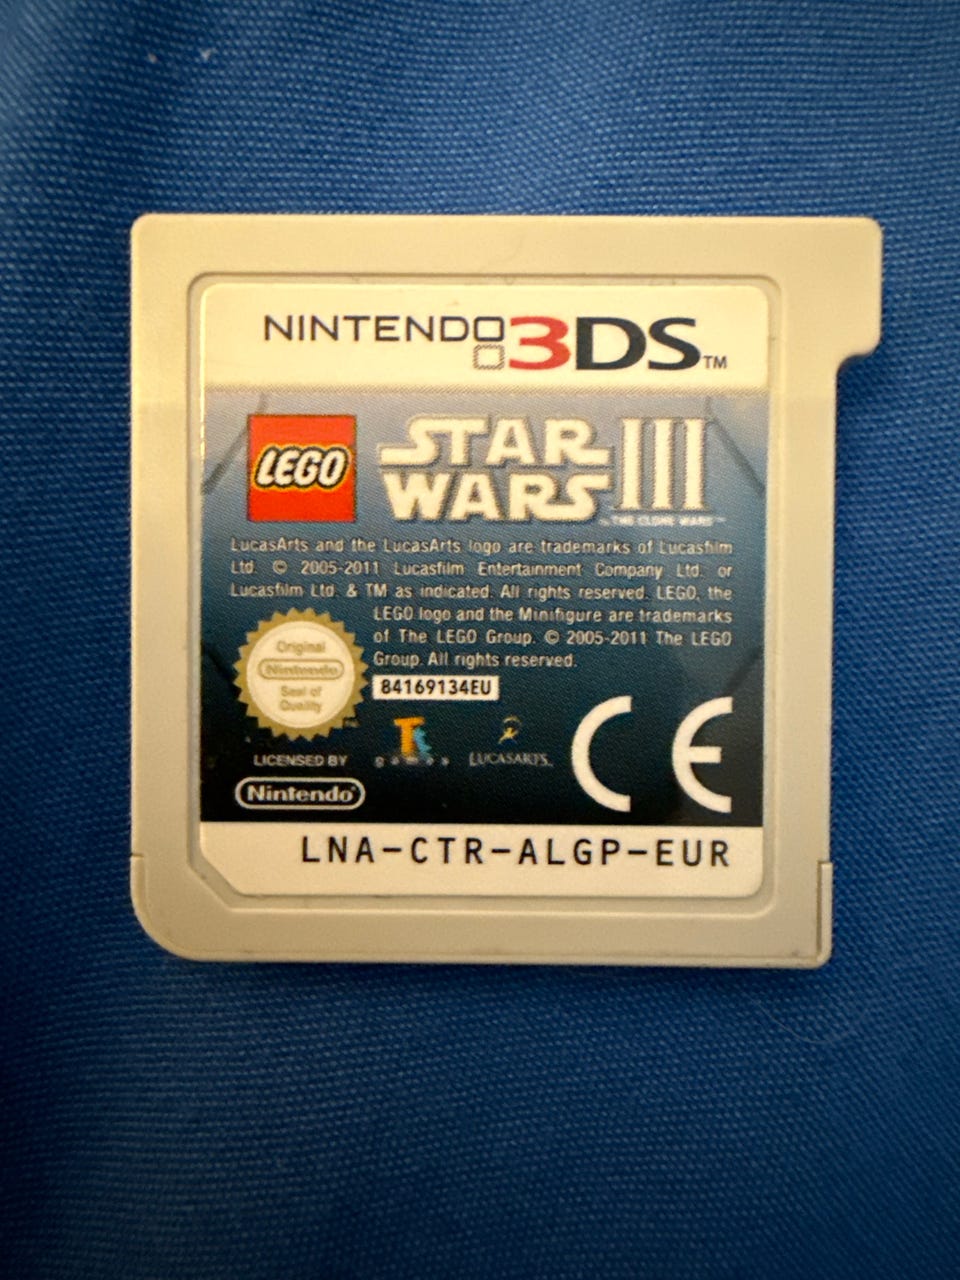 NINTENDO 3DS™
LEGO
STAR
WARS III
THE CLONE WARS™
LucasArts and the LucasArts logo are trademarks of Lucasfilm
Ltd. © 2005-2011 Lucasfilm Entertainment Company Ltd. or
Lucasfilm Ltd. & TM as indicated. All rights reserved. LEGO, the
LEGO logo and the Minifigure are trademarks
of The LEGO Group. © 2005-2011 The LEGO
Group. All rights reserved.
Original
Nintendo
Seal of
Quality
84169134EU
LICENSED BY
Nintendo
games
LUCASARTS
CE
LNA-CTR-ALGP-EUR